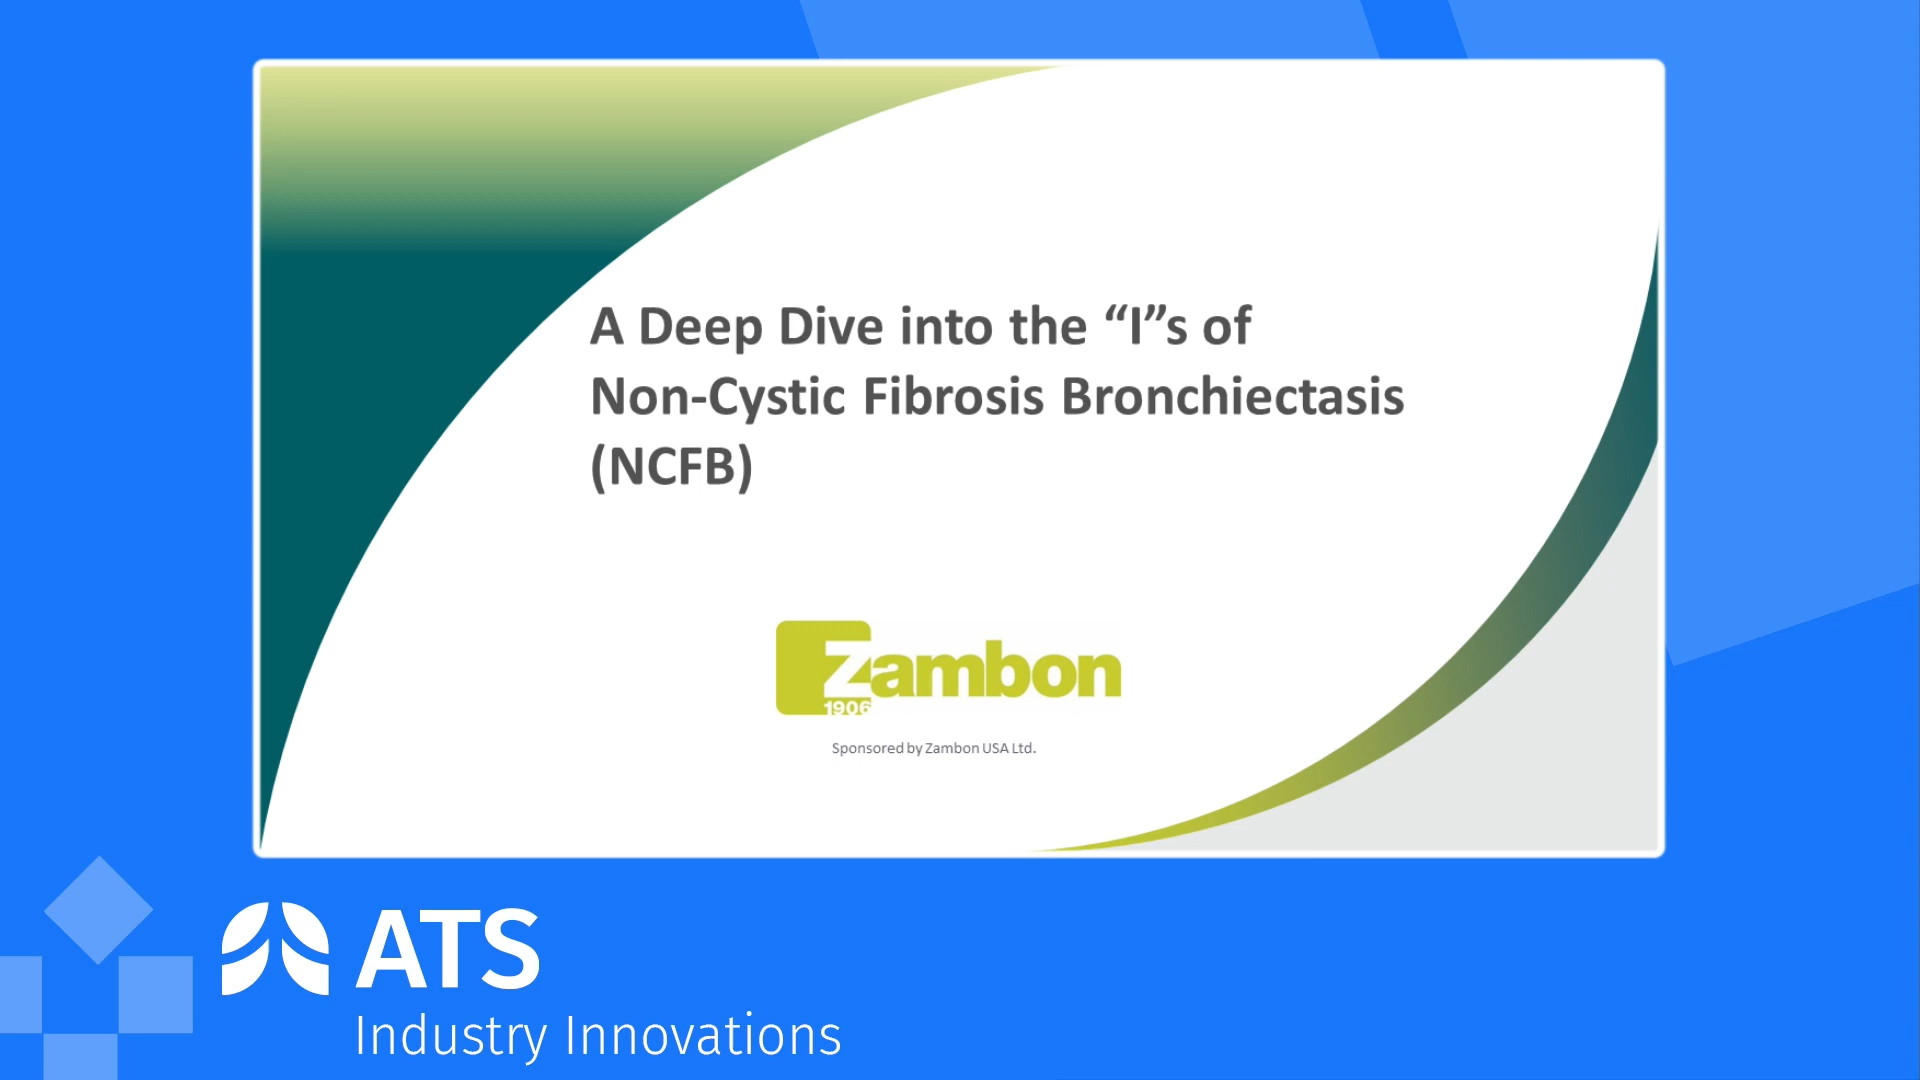 A Deep Dive into the “I”s of
Non-Cystic Fibrosis Bronchiectasis
(NCFB)
Zambon
1906
Sponsored by Zambon USA Ltd.
ATS
Industry Innovations